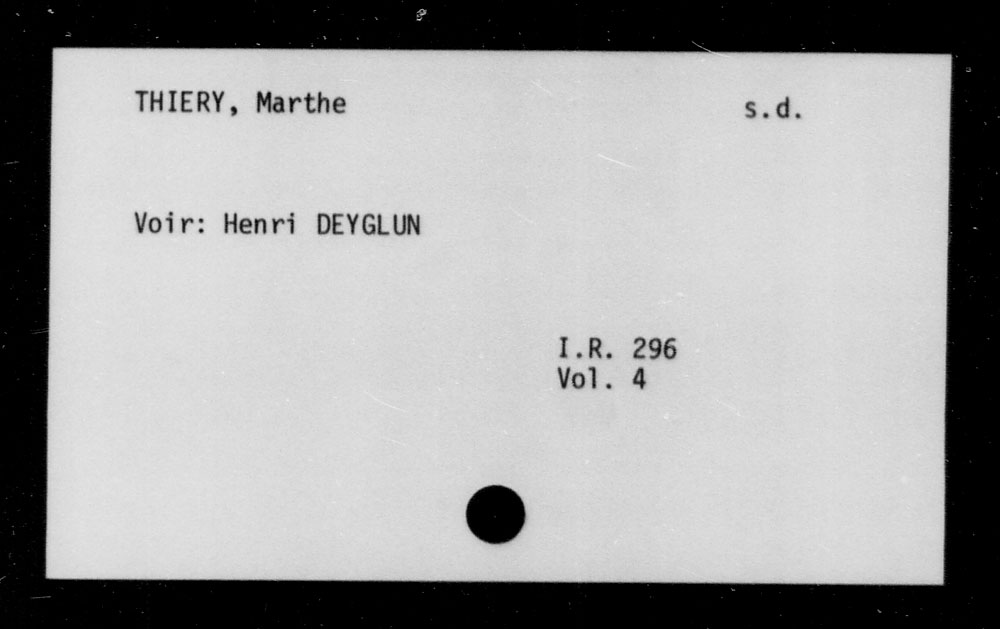 THIERY, Marthe s.d.
Voir: Henri DEYGLUN
I.R. 296
Vol. 4